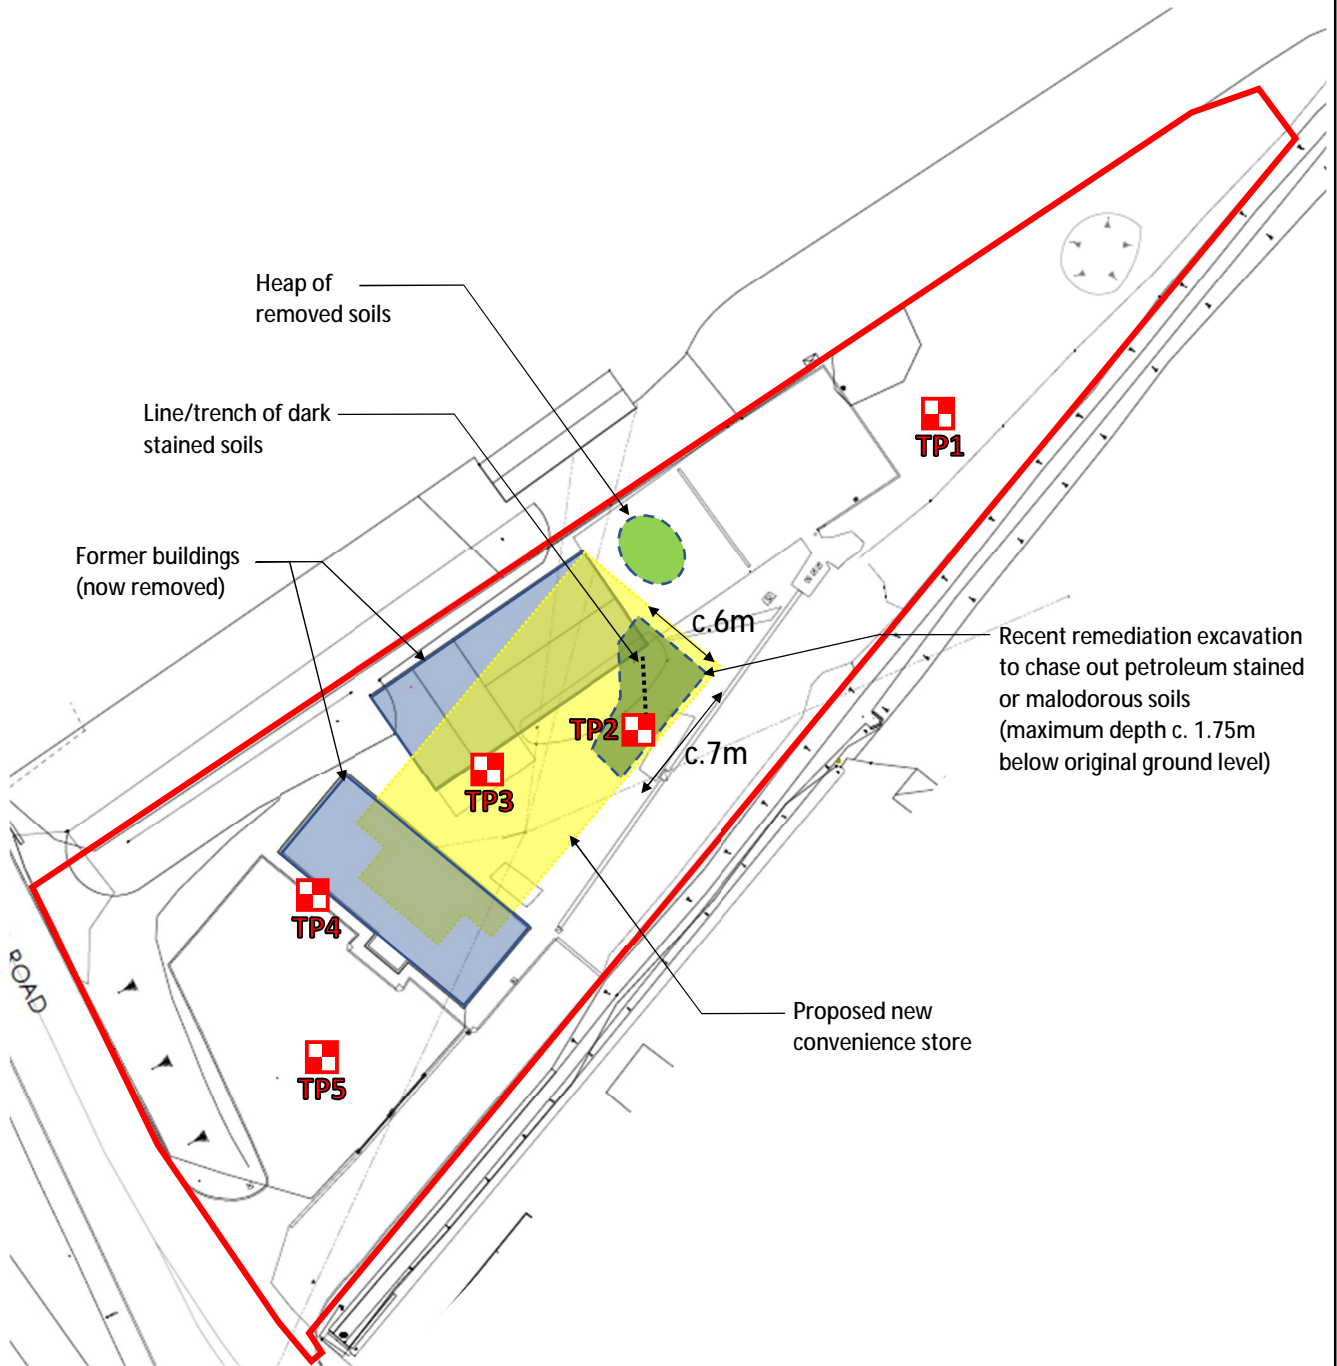 Heap of
removed soils
Line/trench of dark
stained soils
TP1
Former buildings
(now removed)
c.6m
Recent remediation excavation
to chase out petroleum stained
or malodorous soils
(maximum depth c. 1.75m
below original ground level)
TP2
c.7m
TP3
TP4
ROAD
Proposed new
convenience store
TP5